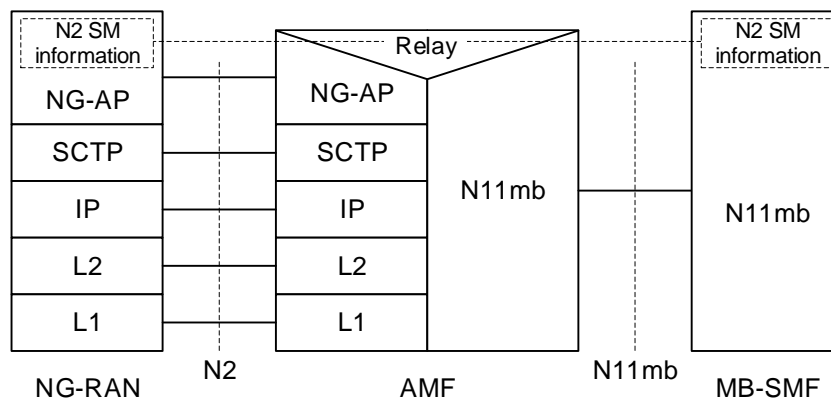 N2 SM
information
Relay
N2 SM
information
NG-AP
NG-AP
SCTP
SCTP
N11mb
IP
IP
N11mb
L2
L2
L1
L1
N2
N11mb
NG-RAN
AMF
MB-SMF